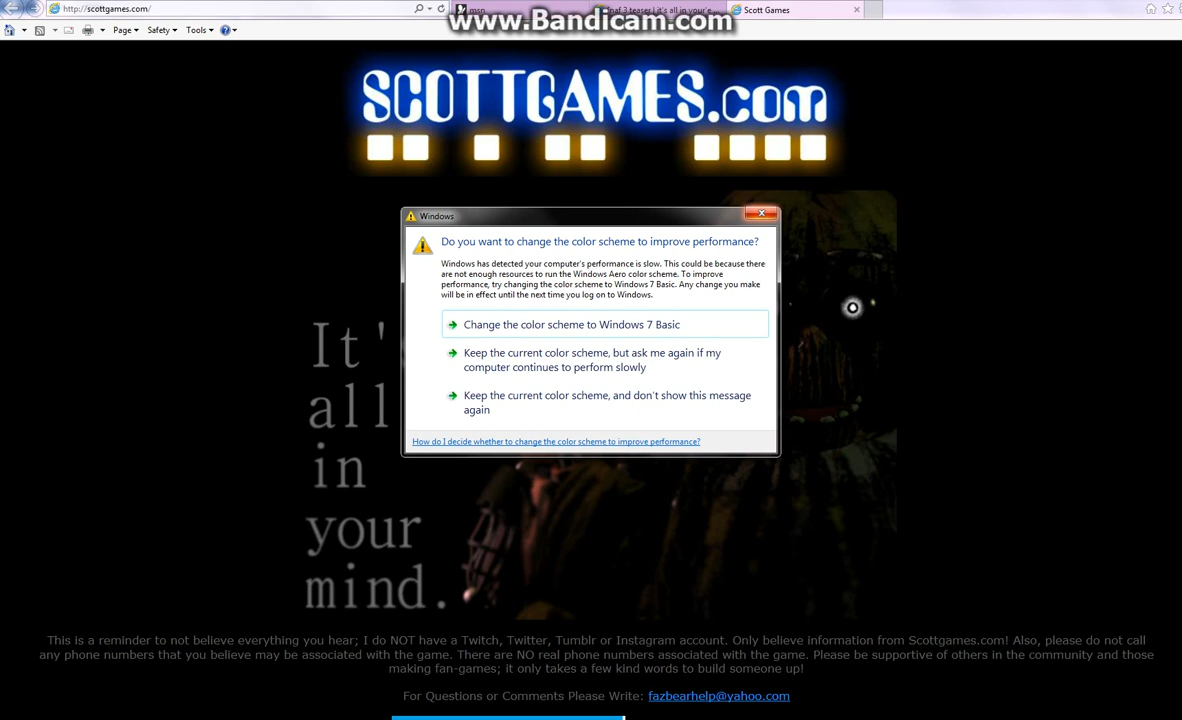 http://scottgames.com/
msn
fnaf 3 teaser | it's all in your'e...
Scott Games
www.Bandicam.com
Page
Safety
Tools
SCOTTGAMES.com
Windows
Do you want to change the color scheme to improve performance?
Windows has detected your computer's performance is slow. This could be because there
are not enough resources to run the Windows Aero color scheme. To improve
performance, try changing the color scheme to Windows 7 Basic. Any change you make
will be in effect until the next time you log on to Windows.
Change the color scheme to Windows 7 Basic
Keep the current color scheme, but ask me again if my
computer continues to perform slowly
Keep the current color scheme, and don't show this message
again
How do I decide whether to change the color scheme to improve performance?
It's
all
in
your
mind.
This is a reminder to not believe everything you hear; I do NOT have a Twitch, Twitter, Tumblr or Instagram account. Only believe information from Scottgames.com! Also, please do not call
any phone numbers that you believe may be associated with the game. There are NO real phone numbers associated with the game. Please be supportive of others in the community and those
making fan-games; it only takes a few kind words to build someone up!
For Questions or Comments Please Write: fazbearhelp@yahoo.com